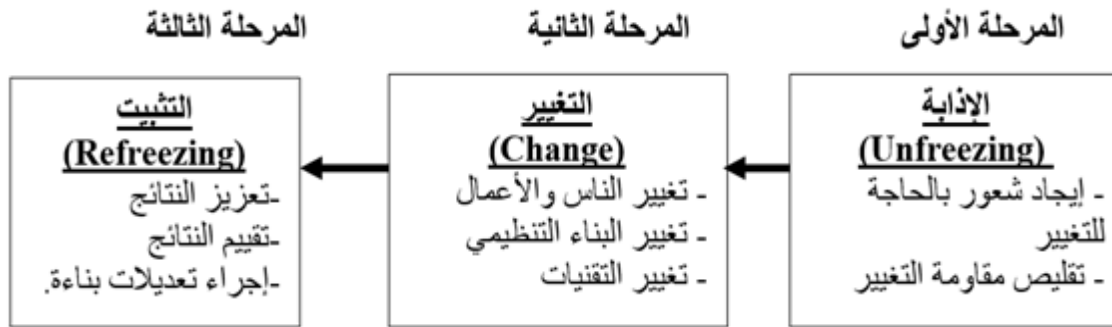 المرحلة الأولى
المرحلة الثانية
المرحلة الثالثة
الإذابة
(Unfreezing)
- إيجاد شعور بالحاجة
للتغيير
- تقليص مقاومة التغيير
التغيير
(Change)
- تغيير الناس والأعمال
- تغيير البناء التنظيمي
- تغيير التقنيات
التثبيت
(Refreezing)
-تعزيز النتائج
-تقييم النتائج
-إجراء تعديلات بناءة.